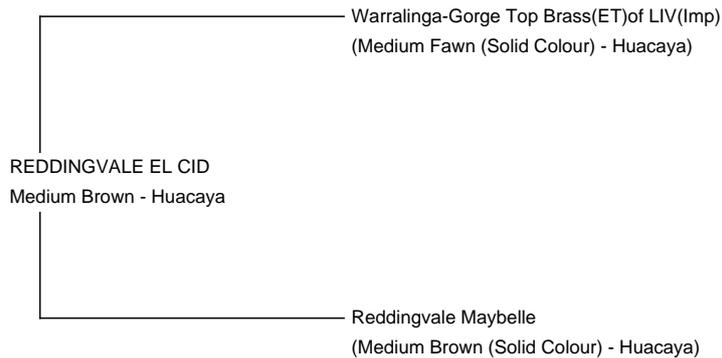 Warralinga-Gorge Top Brass(ET)of LIV(Imp)
(Medium Fawn (Solid Colour) - Huacaya)
REDDINGVALE EL CID
Medium Brown - Huacaya
Reddingvale Maybelle
(Medium Brown (Solid Colour) - Huacaya)